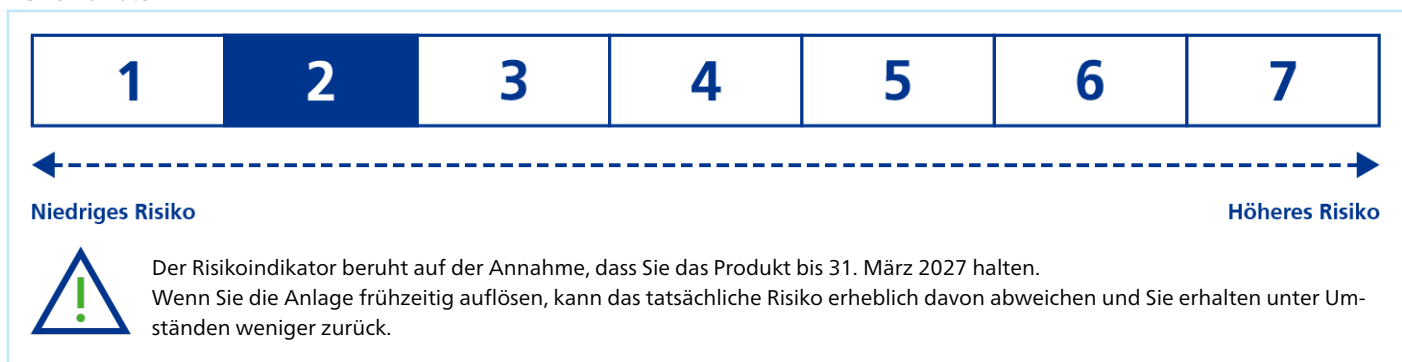 1 2 3 4 5 6 7
Niedriges Risiko Höheres Risiko
Der Risikoindikator beruht auf der Annahme, dass Sie das Produkt bis 31. März 2027 halten.
Wenn Sie die Anlage frühzeitig auflösen, kann das tatsächliche Risiko erheblich davon abweichen und Sie erhalten unter Um-
ständen weniger zurück.